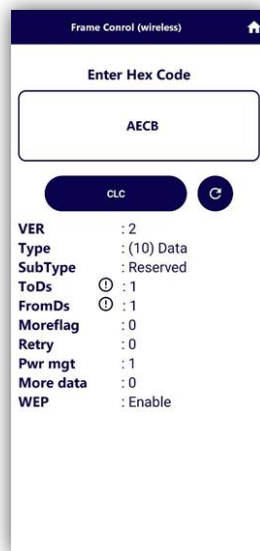 Frame Conrol (wireless)
Enter Hex Code
AECB
CLC
VER : 2
Type : (10) Data
SubType : Reserved
ToDs : 1
FromDs : 1
Moreflag : 0
Retry : 0
Pwr mgt : 1
More data : 0
WEP : Enable